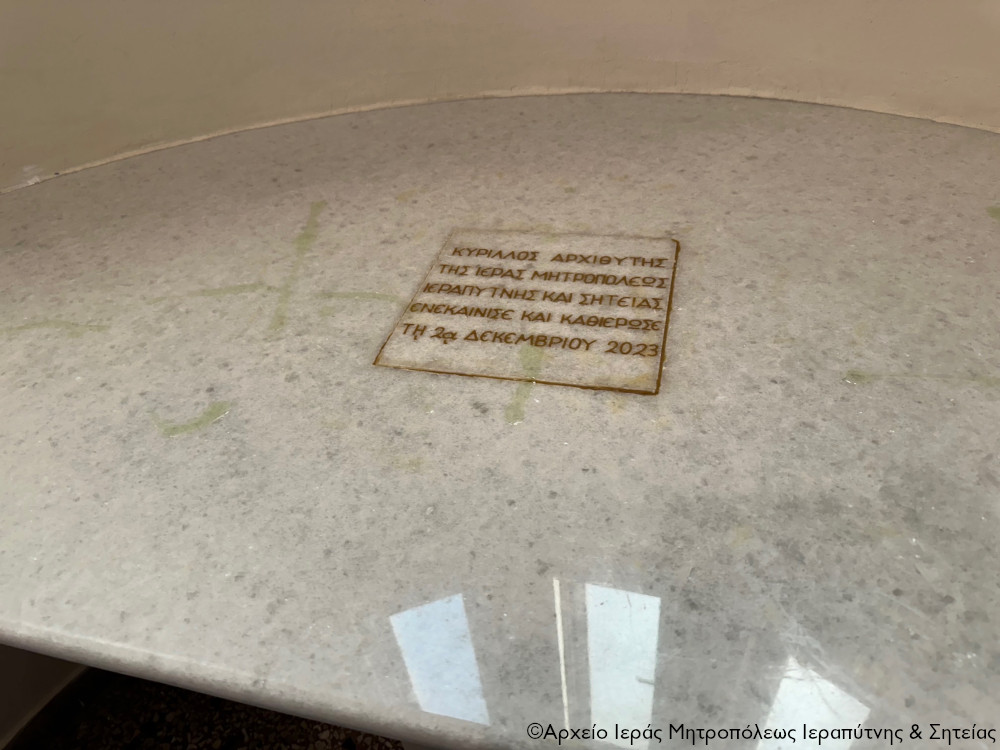 ΚΥΡΙΛΛΟΣ ΑΡΧΙΘΥΤΗΣ
ΤΗΣ ΙΕΡΑΣ ΜΗΤΡΟΠΟΛΕΩΣ
ΙΕΡΑΠΥΤΝΗΣ ΚΑΙ ΣΗΤΕΙΑΣ
ΕΝΕΚΑΙΝΙΣΕ ΚΑΙ ΚΑΘΙΕΡΩΣΕ
ΤΗ 2ᾳ ΔΕΚΕΜΒΡΙΟΥ 2023
©Αρχείο Ιεράς Μητροπόλεως Ιεραπύτνης & Σητείας